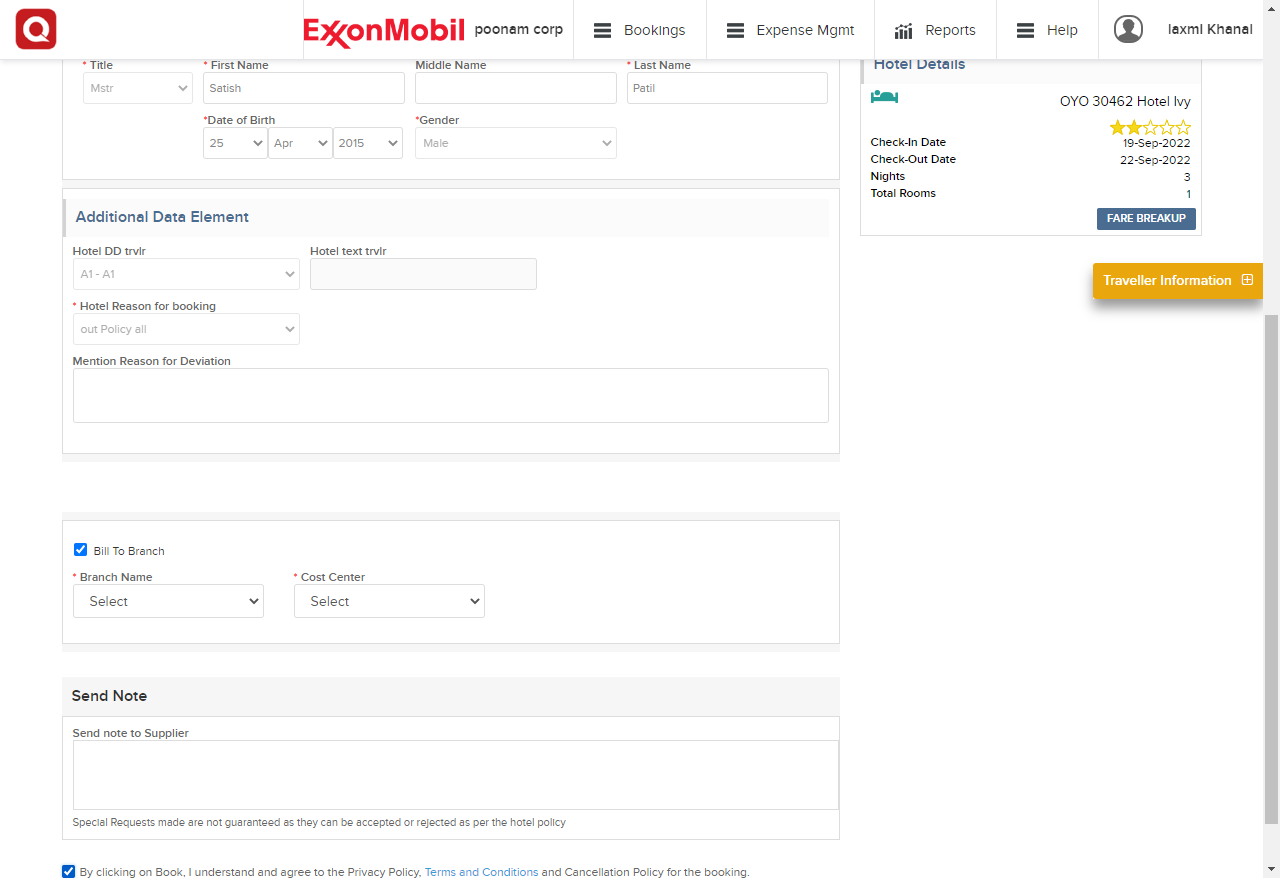 Q ExxonMobil poonam corp Bookings Expense Mgmt Reports Help laxmi Khanal
* Title * First Name Middle Name * Last Name
Mstr Satish Patil
*Date of Birth *Gender
25 Apr 2015 Male
Additional Data Element
Hotel DD trvlr Hotel text trvlr
A1 - A1
* Hotel Reason for booking
out Policy all
Mention Reason for Deviation
Bill To Branch
* Branch Name * Cost Center
Select Select
Send Note
Send note to Supplier
Special Requests made are not guaranteed as they can be accepted or rejected as per the hotel policy
By clicking on Book, I understand and agree to the Privacy Policy, Terms and Conditions and Cancellation Policy for the booking.
Hotel Details
OYO 30462 Hotel Ivy
Check-In Date 19-Sep-2022
Check-Out Date 22-Sep-2022
Nights 3
Total Rooms 1
FARE BREAKUP
Traveller Information